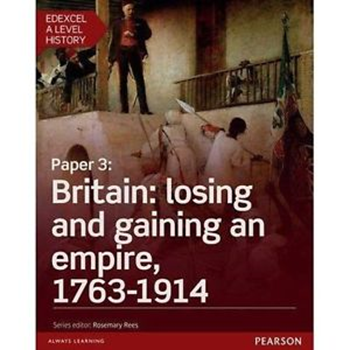 EDEXCEL
A LEVEL
HISTORY
Paper 3:
Britain: losing
and gaining an
empire,
1763-1914
Series editor: Rosemary Rees
ALWAYS LEARNING
PEARSON